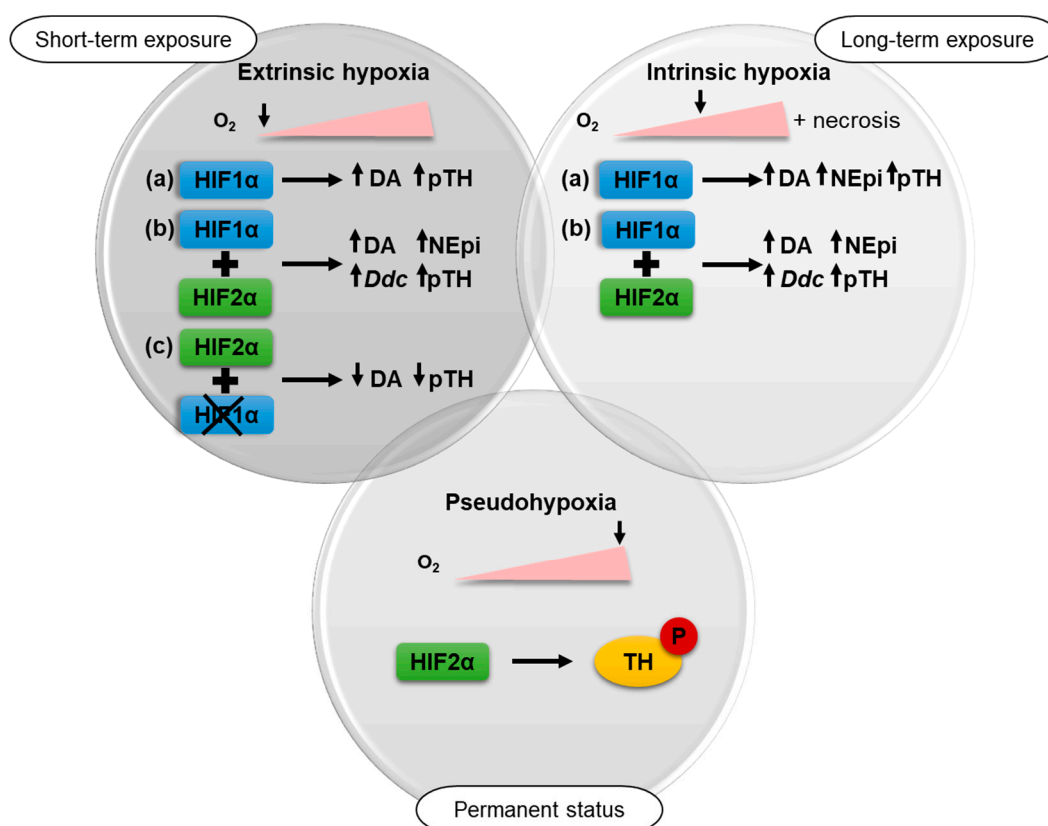 Short-term exposure
Extrinsic hypoxia
O₂
(a) HIF1α ↑DA ↑pTH
(b) HIF1α
+
HIF2α
↑DA ↑NEpi
↑Ddc ↑pTH
(c) HIF2α
+
HIF1α
↓DA ↓pTH
Long-term exposure
Intrinsic hypoxia
O₂ + necrosis
(a) HIF1α ↑DA ↑NEpi ↑pTH
(b) HIF1α
+
HIF2α
↑DA ↑NEpi
↑Ddc ↑pTH
Pseudohypoxia
O₂
HIF2α TH P
Permanent status